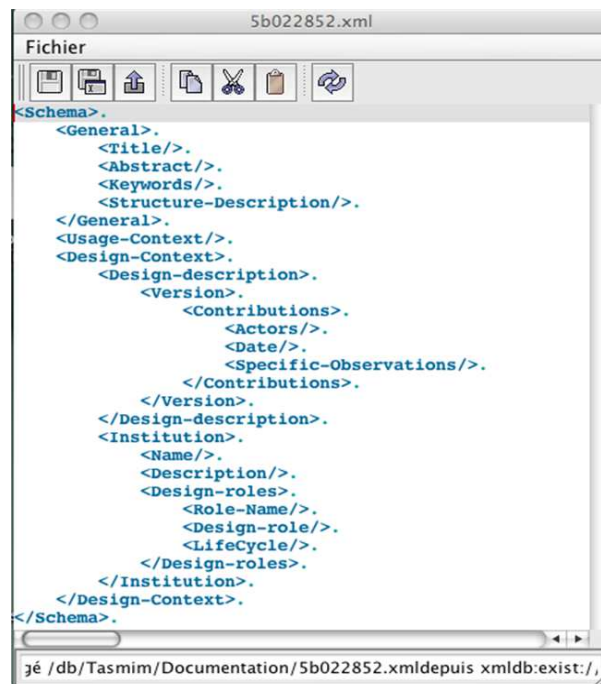 5b022852.xml
Fichier
<Schema>.
    <General>.
        <Title/>.
        <Abstract/>.
        <Keywords/>.
        <Structure-Description/>.
    </General>.
    <Usage-Context/>.
    <Design-Context>.
        <Design-description>.
            <Version>.
                <Contributions>.
                    <Actors/>.
                    <Date/>.
                    <Specific-Observations/>.
                </Contributions>.
            </Version>.
        </Design-description>.
        <Institution>.
            <Name/>.
            <Description/>.
            <Design-roles>.
                <Role-Name/>.
                <Design-role/>.
                <LifeCycle/>.
            </Design-roles>.
        </Institution>.
    </Design-Context>.
</Schema>.
gé /db/Tasmim/Documentation/5b022852.xmldepuis xmldb:exist:/